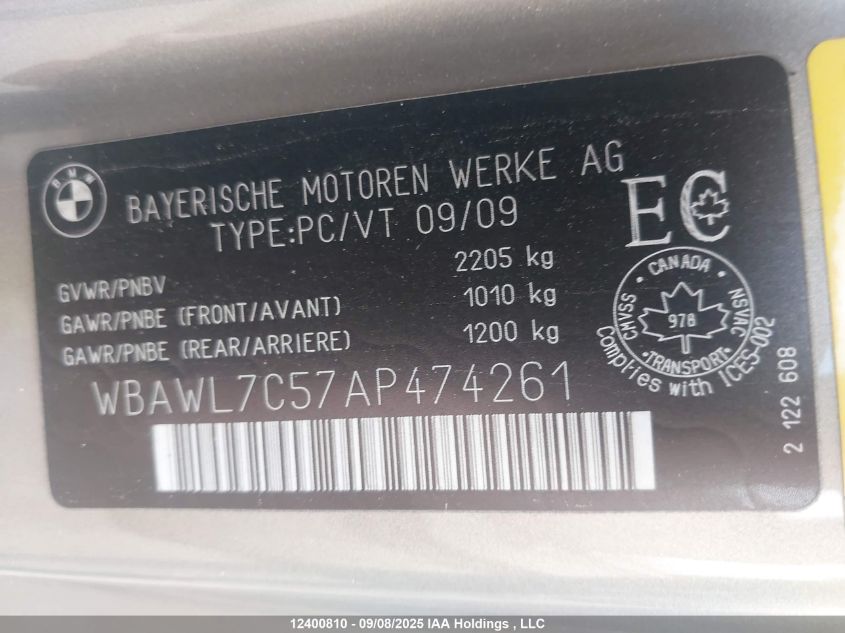 BMW
BAYERISCHE MOTOREN WERKE AG
TYPE:PC/VT 09/09
EC
GVWR/PNBV 2205 kg
GAWR/PNBE (FRONT/AVANT) 1010 kg
GAWR/PNBE (REAR/ARRIERE) 1200 kg
CANADA
CMVSS 978 NSVAC
TRANSPORT
Complies with ICES-002
WBAWL7C57AP474261
2 122 608
12400810 - 09/08/2025 IAA Holdings , LLC